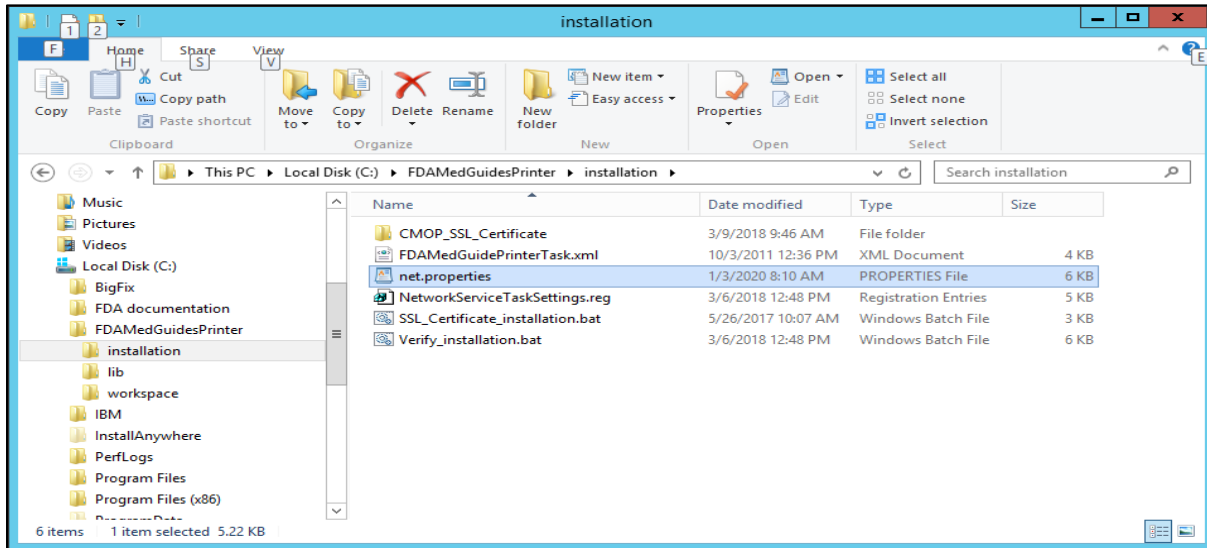 installation
1 2
F Home Share View
H S V E
Cut
Copy path
Paste shortcut
Copy Paste
Clipboard
Move to Copy to Delete Rename
Organize
New folder
New item
Easy access
New
Properties
Open
Edit
Open
Select all
Select none
Invert selection
Select
This PC Local Disk (C:) FDAMedGuidesPrinter installation
Search installation
Music
Pictures
Videos
Local Disk (C:)
BigFix
FDA documentation
FDAMedGuidesPrinter
installation
lib
workspace
IBM
InstallAnywhere
PerfLogs
Program Files
Program Files (x86)
Name Date modified Type Size
CMOP_SSL_Certificate 3/9/2018 9:46 AM File folder
FDAMedGuidePrinterTask.xml 10/3/2011 12:36 PM XML Document 4 KB
net.properties 1/3/2020 8:10 AM PROPERTIES File 6 KB
NetworkServiceTaskSettings.reg 3/6/2018 12:48 PM Registration Entries 5 KB
SSL_Certificate_installation.bat 5/26/2017 10:07 AM Windows Batch File 3 KB
Verify_installation.bat 3/6/2018 12:48 PM Windows Batch File 6 KB
6 items 1 item selected 5.22 KB